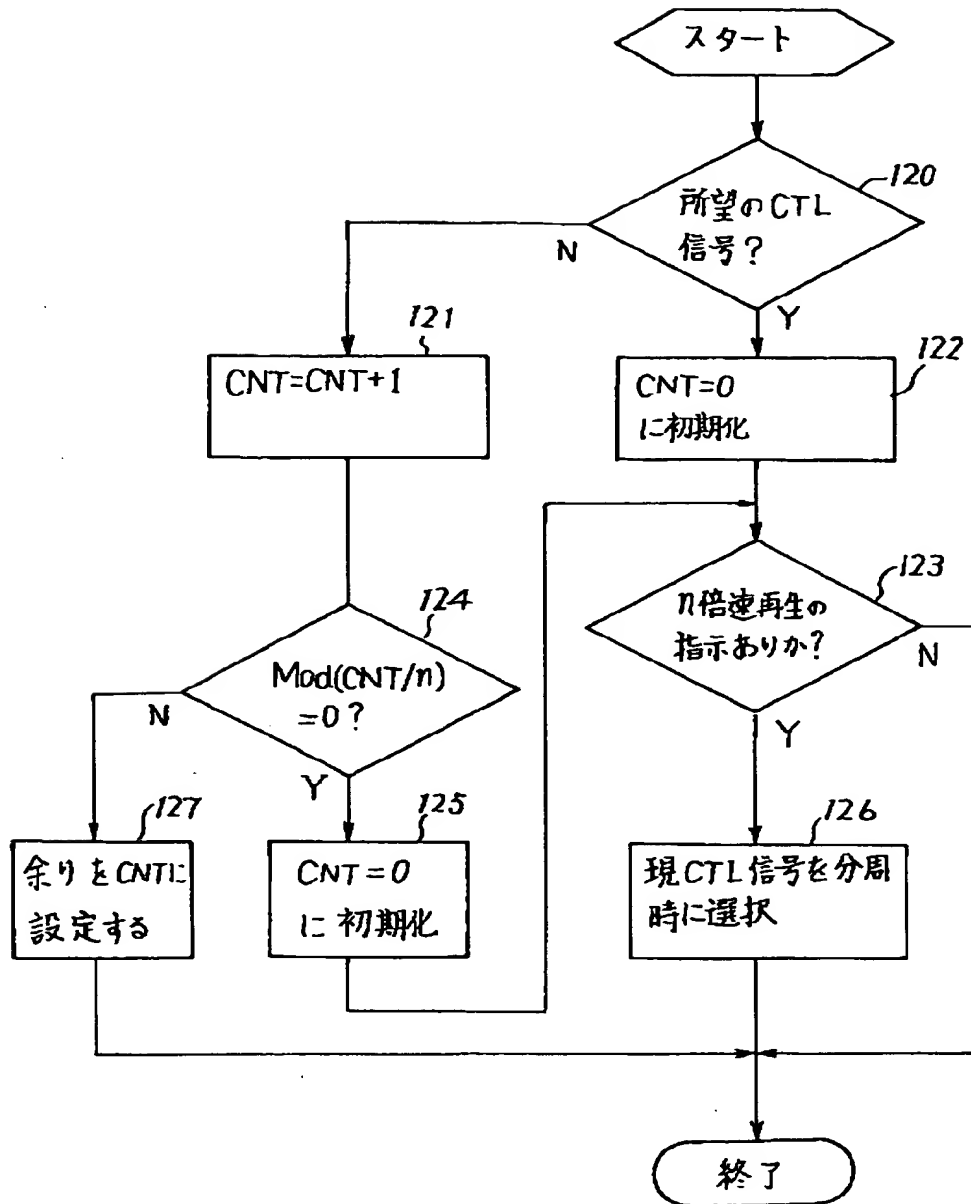 スタート
120
所望のCTL
信号?
N
Y
121
CNT=CNT+1
122
CNT=0
に初期化
123
n倍速再生の
指示ありか?
N
Y
124
Mod(CNT/n)
=0?
N
Y
127
余りをCNTに
設定する
125
CNT=0
に初期化
126
現CTL信号を分周
時に選択
終了